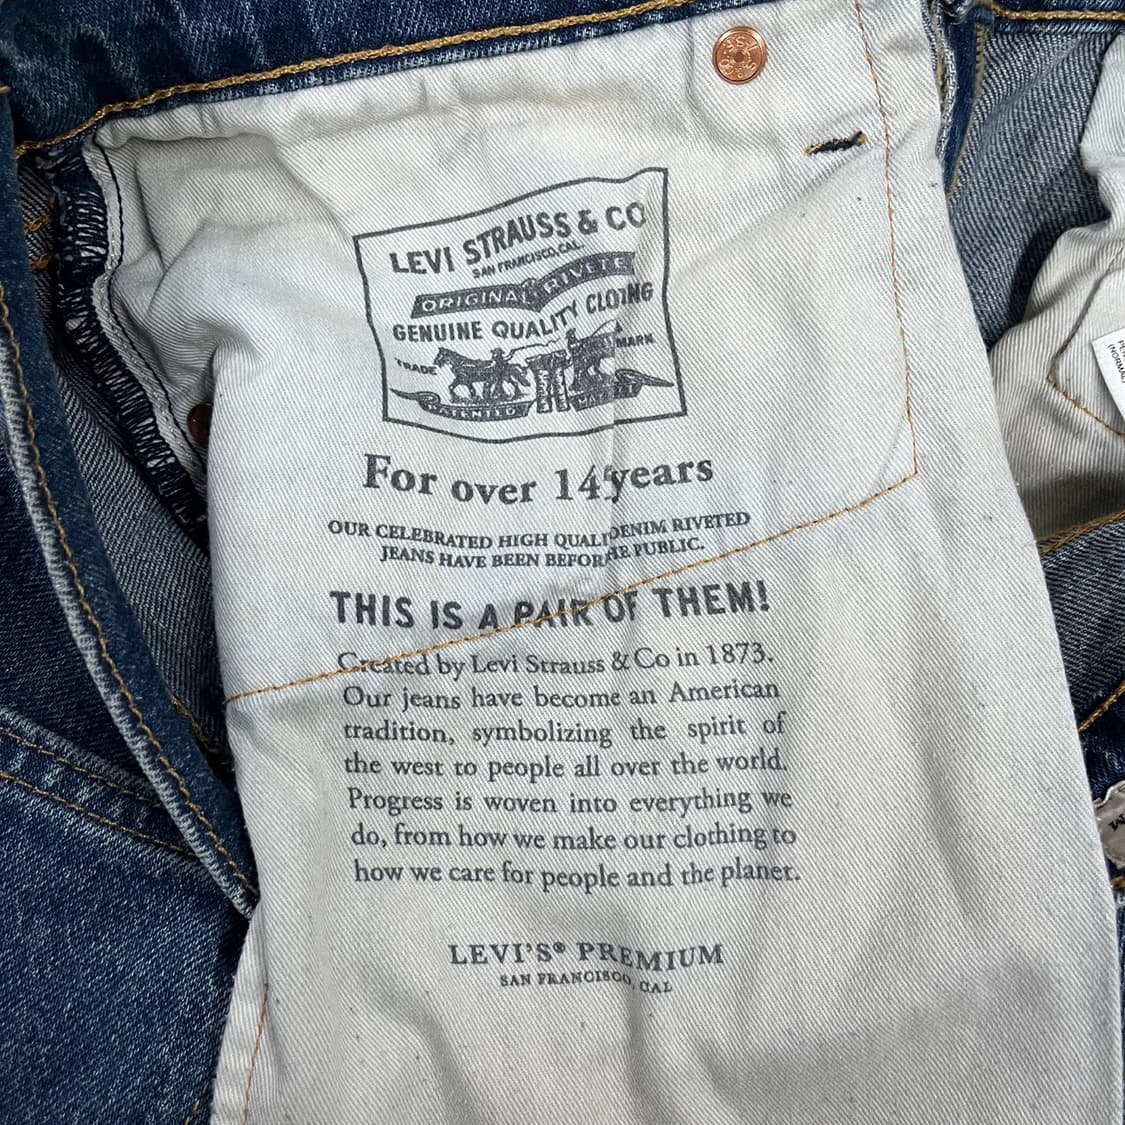 LEVI STRAUSS & CO
SAN FRANCISCO, CAL.
ORIGINAL RIVETE
GENUINE QUALITY CLOTHING
TRADE MARK
PATENTED
For over 14 years
OUR CELEBRATED HIGH QUALI DENIM RIVETED
JEANS HAVE BEEN BEFOR HE PUBLIC.
THIS IS A PAIR OF THEM!
Created by Levi Strauss & Co in 1873.
Our jeans have become an American
tradition, symbolizing the spirit of
the west to people all over the world.
Progress is woven into everything we
do, from how we make our clothing to
how we care for people and the planet.
LEVI'S® PREMIUM
SAN FRANCISCO, CAL